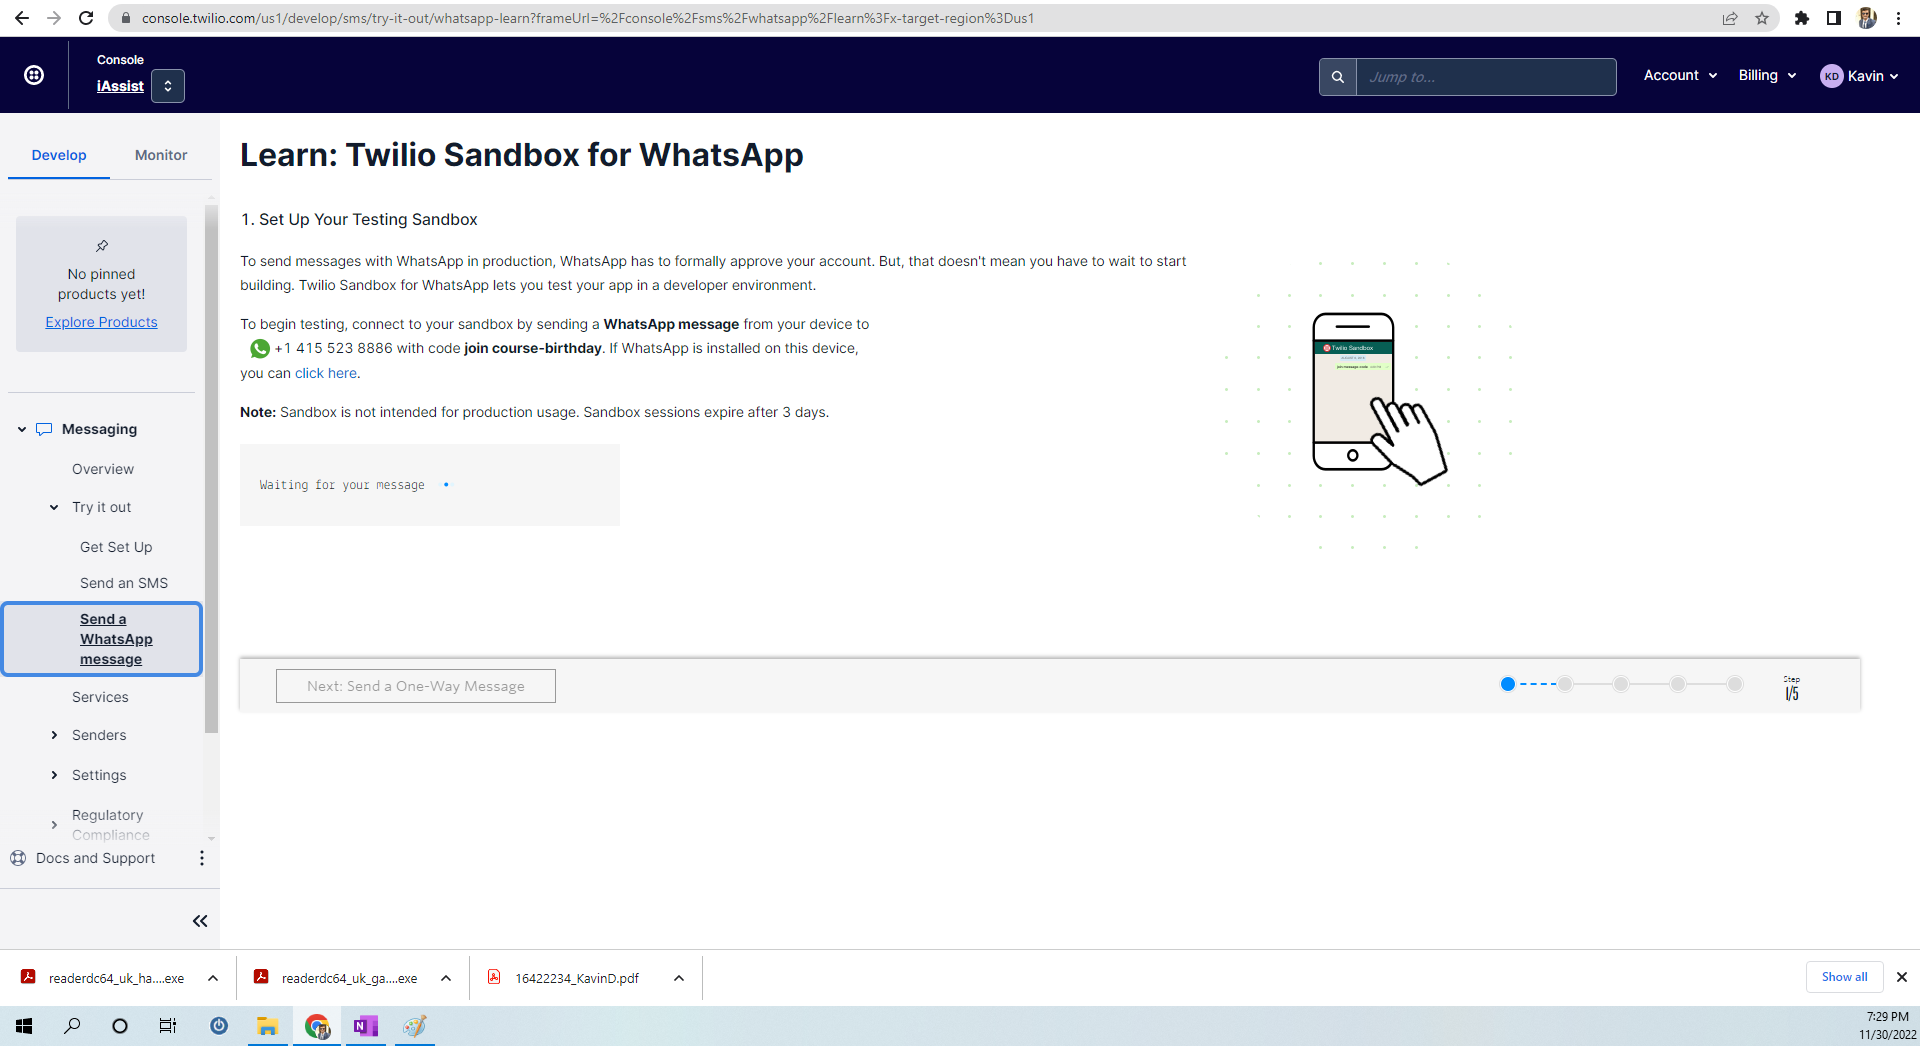 console.twilio.com/us1/develop/sms/try-it-out/whatsapp-learn?frameUrl=%2Fconsole%2Fsms%2Fwhatsapp%2Flearn%3Fx-target-region%3Dus1
Console
iAssist
Jump to...
Account
Billing
KD Kavin
Develop
Monitor
No pinned
products yet!
Explore Products
Messaging
Overview
Try it out
Get Set Up
Send an SMS
Send a
WhatsApp
message
Services
Senders
Settings
Regulatory
Compliance
Docs and Support
Learn: Twilio Sandbox for WhatsApp
1. Set Up Your Testing Sandbox
To send messages with WhatsApp in production, WhatsApp has to formally approve your account. But, that doesn't mean you have to wait to start
building. Twilio Sandbox for WhatsApp lets you test your app in a developer environment.
To begin testing, connect to your sandbox by sending a WhatsApp message from your device to
+1 415 523 8886 with code join course-birthday. If WhatsApp is installed on this device,
you can click here.
Note: Sandbox is not intended for production usage. Sandbox sessions expire after 3 days.
Waiting for your message
Twilio Sandbox
Next: Send a One-Way Message
Step
1/5
readerdc64_uk_ha....exe
readerdc64_uk_ga....exe
16422234_KavinD.pdf
Show all
7:29 PM
11/30/2022